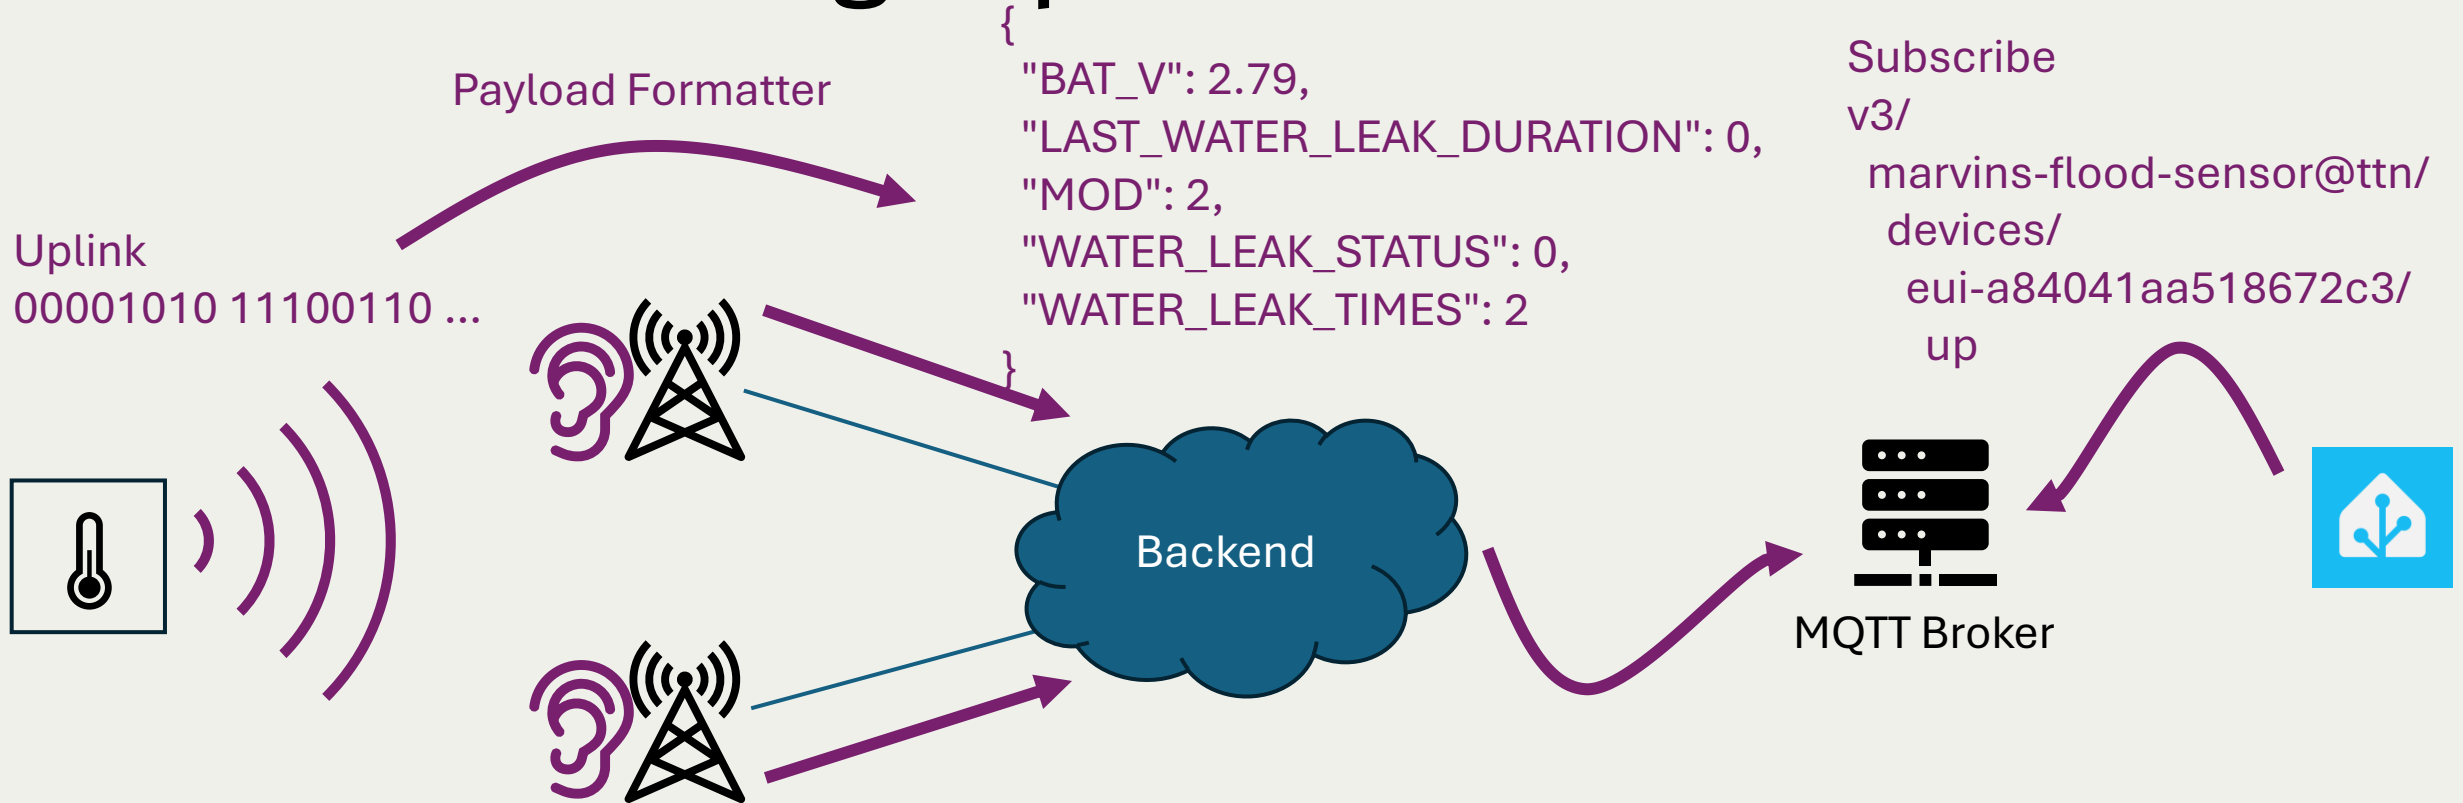 Payload Formatter
Uplink
00001010 11100110 ...
{
"BAT_V": 2.79,
"LAST_WATER_LEAK_DURATION": 0,
"MOD": 2,
"WATER_LEAK_STATUS": 0,
"WATER_LEAK_TIMES": 2
}
Subscribe
v3/
marvins-flood-sensor@ttn/
devices/
eui-a84041aa518672c3/
up
Backend
MQTT Broker